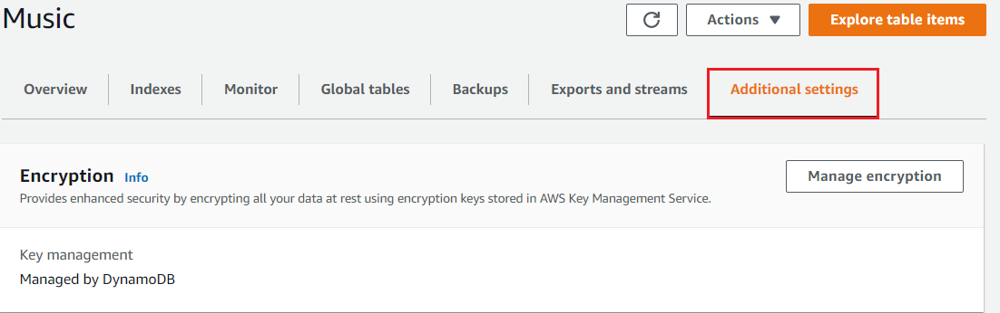 Music
Actions
Explore table items
Overview
Indexes
Monitor
Global tables
Backups
Exports and streams
Additional settings
Encryption Info
Manage encryption
Provides enhanced security by encrypting all your data at rest using encryption keys stored in AWS Key Management Service.
Key management
Managed by DynamoDB